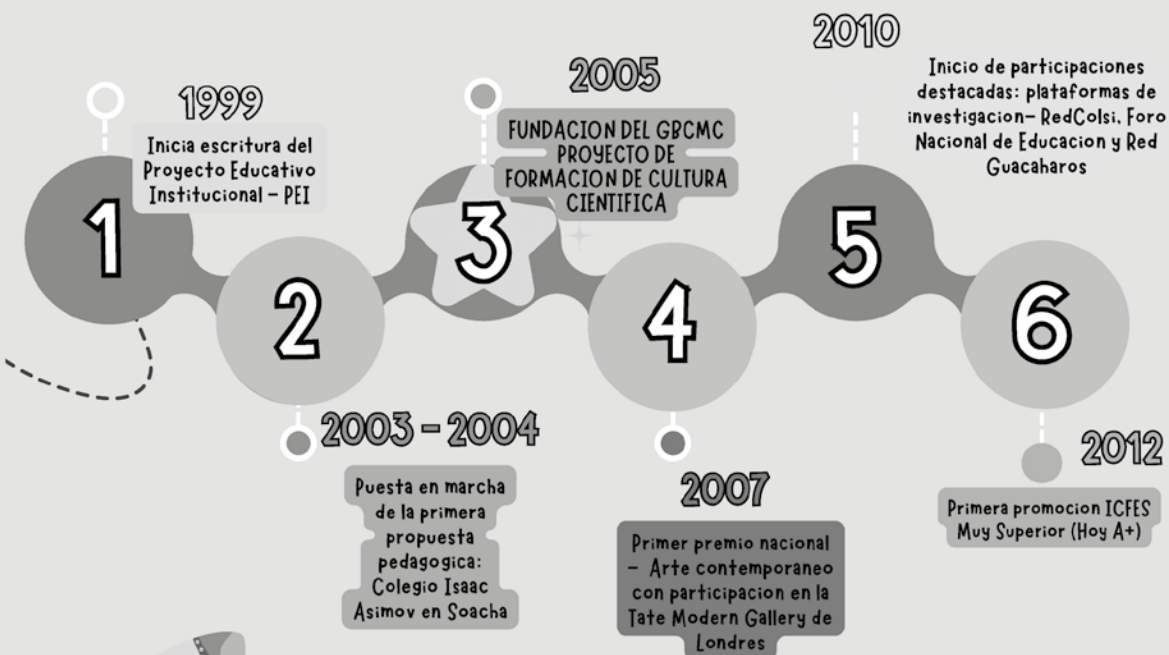 1
1999
Inicia escritura del
Proyecto Educativo
Institucional – PEI
2
2003 – 2004
Puesta en marcha
de la primera
propuesta
pedagogica:
Colegio Isaac
Asimov en Soacha
3
2005
FUNDACION DEL GBCMC
PROYECTO DE
FORMACION DE CULTURA
CIENTIFICA
4
2007
Primer premio nacional
– Arte contemporaneo
con participacion en la
Tate Modern Gallery de
Londres
5
2010
Inicio de participaciones
destacadas: plataformas de
investigacion– RedColsi, Foro
Nacional de Educacion y Red
Guacaharos
6
2012
Primera promocion ICFES
Muy Superior (Hoy A+)